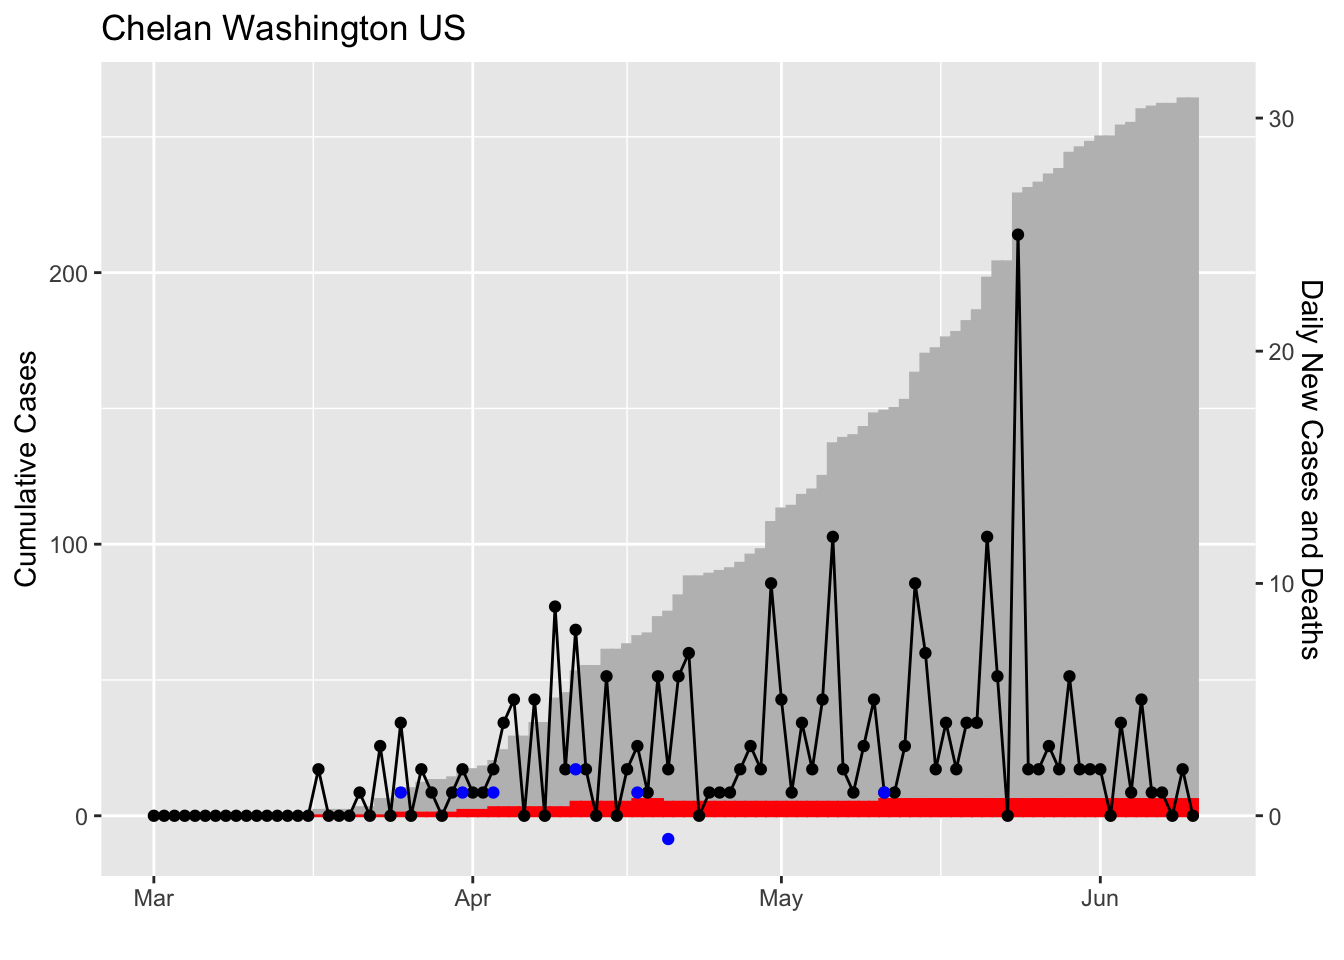 Chelan Washington US
Cumulative Cases
200
100
0
30
20
10
0
Daily New Cases and Deaths
Mar
Apr
May
Jun